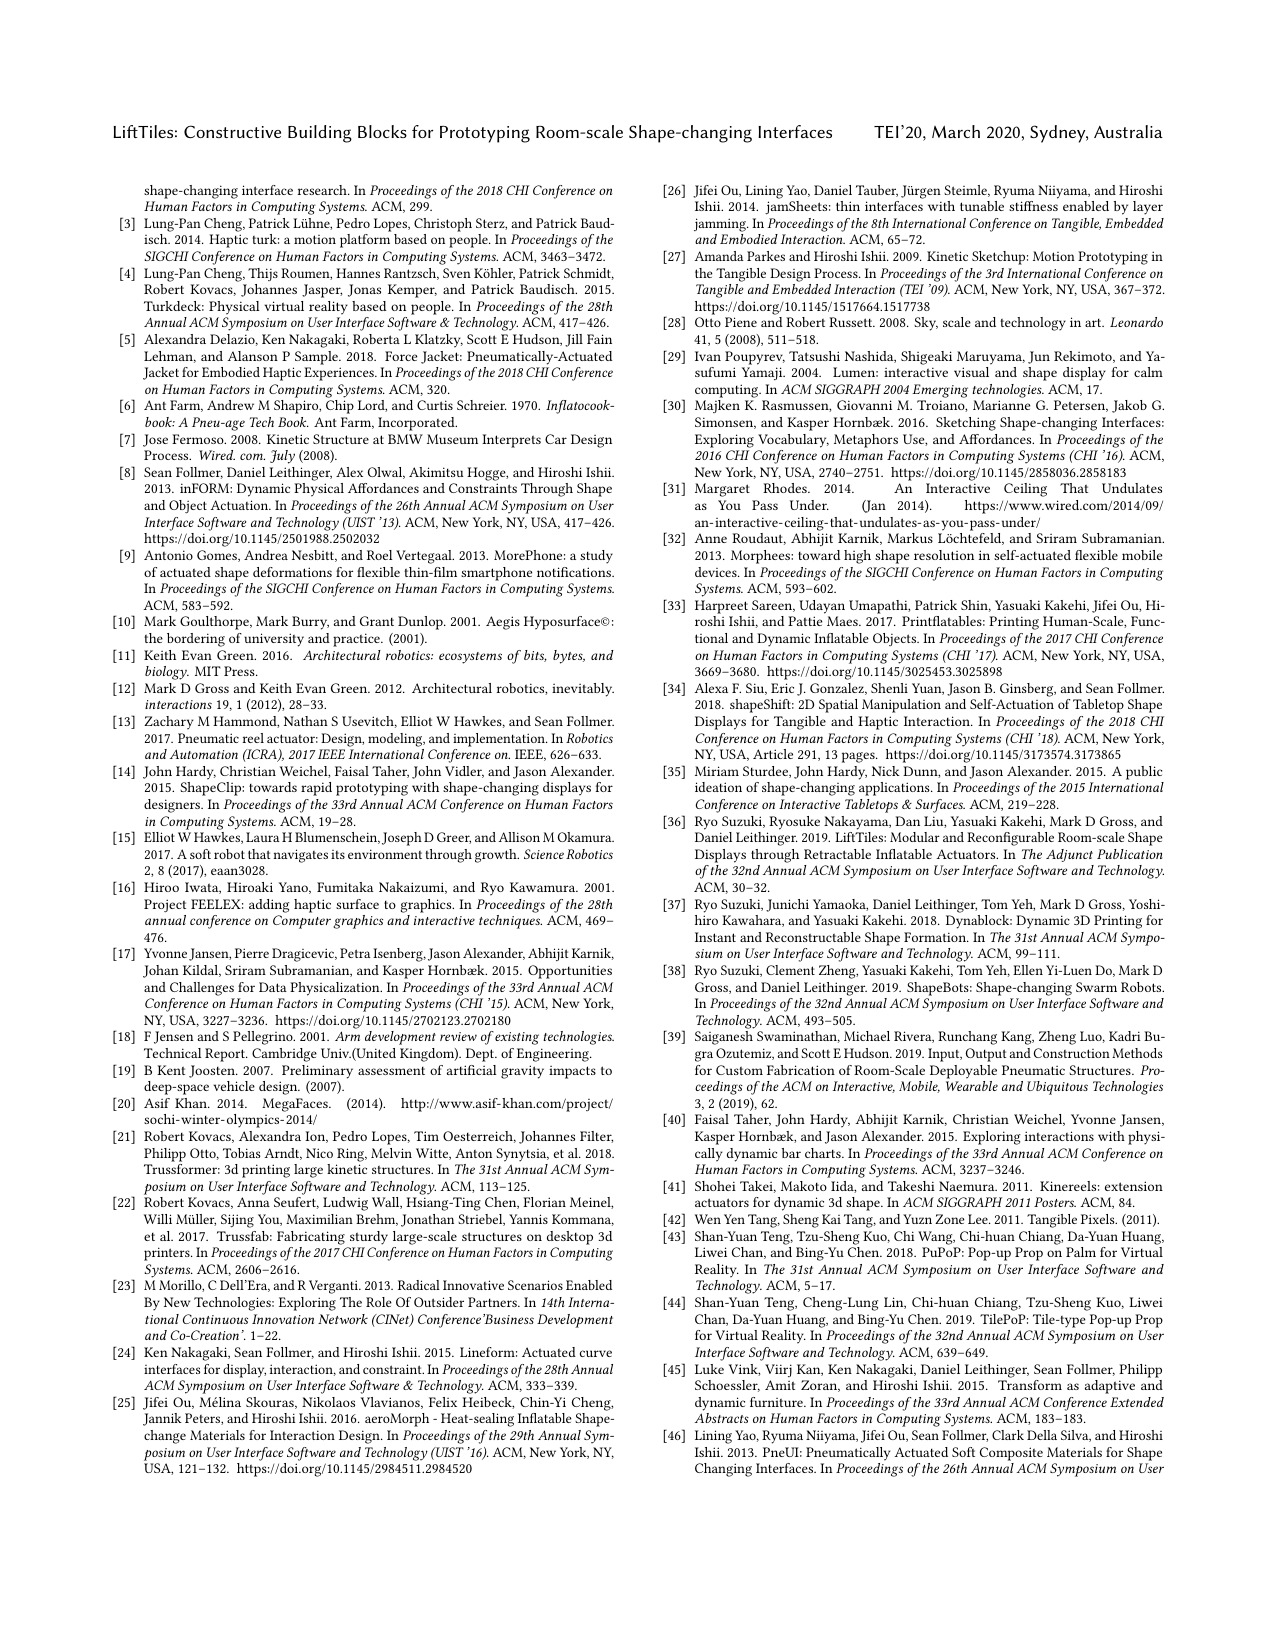 LiftTiles: Constructive Building Blocks for Prototyping Room-scale Shape-changing Interfaces TEI'20, March 2020, Sydney, Australia
shape-changing interface research. In Proceedings of the 2018 CHI Conference on
Human Factors in Computing Systems. ACM, 299.
[3] Lung-Pan Cheng, Patrick Lühne, Pedro Lopes, Christoph Sterz, and Patrick Baud-
isch. 2014. Haptic turk: a motion platform based on people. In Proceedings of the
SIGCHI Conference on Human Factors in Computing Systems. ACM, 3463–3472.
[4] Lung-Pan Cheng, Thijs Roumen, Hannes Rantzsch, Sven Köhler, Patrick Schmidt,
Robert Kovacs, Johannes Jasper, Jonas Kemper, and Patrick Baudisch. 2015.
Turkdeck: Physical virtual reality based on people. In Proceedings of the 28th
Annual ACM Symposium on User Interface Software & Technology. ACM, 417–426.
[5] Alexandra Delazio, Ken Nakagaki, Roberta L Klatzky, Scott E Hudson, Jill Fain
Lehman, and Alanson P Sample. 2018. Force Jacket: Pneumatically-Actuated
Jacket for Embodied Haptic Experiences. In Proceedings of the 2018 CHI Conference
on Human Factors in Computing Systems. ACM, 320.
[6] Ant Farm, Andrew M Shapiro, Chip Lord, and Curtis Schreier. 1970. Inflatocook-
book: A Pneu-age Tech Book. Ant Farm, Incorporated.
[7] Jose Fermoso. 2008. Kinetic Structure at BMW Museum Interprets Car Design
Process. Wired. com. July (2008).
[8] Sean Follmer, Daniel Leithinger, Alex Olwal, Akimitsu Hogge, and Hiroshi Ishii.
2013. inFORM: Dynamic Physical Affordances and Constraints Through Shape
and Object Actuation. In Proceedings of the 26th Annual ACM Symposium on User
Interface Software and Technology (UIST '13). ACM, New York, NY, USA, 417–426.
https://doi.org/10.1145/2501988.2502032
[9] Antonio Gomes, Andrea Nesbitt, and Roel Vertegaal. 2013. MorePhone: a study
of actuated shape deformations for flexible thin-film smartphone notifications.
In Proceedings of the SIGCHI Conference on Human Factors in Computing Systems.
ACM, 583–592.
[10] Mark Goulthorpe, Mark Burry, and Grant Dunlop. 2001. Aegis Hyposurface©:
the bordering of university and practice. (2001).
[11] Keith Evan Green. 2016. Architectural robotics: ecosystems of bits, bytes, and
biology. MIT Press.
[12] Mark D Gross and Keith Evan Green. 2012. Architectural robotics, inevitably.
interactions 19, 1 (2012), 28–33.
[13] Zachary M Hammond, Nathan S Usevitch, Elliot W Hawkes, and Sean Follmer.
2017. Pneumatic reel actuator: Design, modeling, and implementation. In Robotics
and Automation (ICRA), 2017 IEEE International Conference on. IEEE, 626–633.
[14] John Hardy, Christian Weichel, Faisal Taher, John Vidler, and Jason Alexander.
2015. ShapeClip: towards rapid prototyping with shape-changing displays for
designers. In Proceedings of the 33rd Annual ACM Conference on Human Factors
in Computing Systems. ACM, 19–28.
[15] Elliot W Hawkes, Laura H Blumenschein, Joseph D Greer, and Allison M Okamura.
2017. A soft robot that navigates its environment through growth. Science Robotics
2, 8 (2017), eaan3028.
[16] Hiroo Iwata, Hiroaki Yano, Fumitaka Nakaizumi, and Ryo Kawamura. 2001.
Project FEELEX: adding haptic surface to graphics. In Proceedings of the 28th
annual conference on Computer graphics and interactive techniques. ACM, 469–
476.
[17] Yvonne Jansen, Pierre Dragicevic, Petra Isenberg, Jason Alexander, Abhijit Karnik,
Johan Kildal, Sriram Subramanian, and Kasper Hornbæk. 2015. Opportunities
and Challenges for Data Physicalization. In Proceedings of the 33rd Annual ACM
Conference on Human Factors in Computing Systems (CHI '15). ACM, New York,
NY, USA, 3227–3236. https://doi.org/10.1145/2702123.2702180
[18] F Jensen and S Pellegrino. 2001. Arm development review of existing technologies.
Technical Report. Cambridge Univ.(United Kingdom). Dept. of Engineering.
[19] B Kent Joosten. 2007. Preliminary assessment of artificial gravity impacts to
deep-space vehicle design. (2007).
[20] Asif Khan. 2014. MegaFaces. (2014). http://www.asif-khan.com/project/
sochi-winter-olympics-2014/
[21] Robert Kovacs, Alexandra Ion, Pedro Lopes, Tim Oesterreich, Johannes Filter,
Philipp Otto, Tobias Arndt, Nico Ring, Melvin Witte, Anton Synytsia, et al. 2018.
Trussformer: 3d printing large kinetic structures. In The 31st Annual ACM Sym-
posium on User Interface Software and Technology. ACM, 113–125.
[22] Robert Kovacs, Anna Seufert, Ludwig Wall, Hsiang-Ting Chen, Florian Meinel,
Willi Müller, Sijing You, Maximilian Brehm, Jonathan Striebel, Yannis Kommana,
et al. 2017. Trussfab: Fabricating sturdy large-scale structures on desktop 3d
printers. In Proceedings of the 2017 CHI Conference on Human Factors in Computing
Systems. ACM, 2606–2616.
[23] M Morillo, C Dell'Era, and R Verganti. 2013. Radical Innovative Scenarios Enabled
By New Technologies: Exploring The Role Of Outsider Partners. In 14th Interna-
tional Continuous Innovation Network (CINet) Conference'Business Development
and Co-Creation'. 1–22.
[24] Ken Nakagaki, Sean Follmer, and Hiroshi Ishii. 2015. Lineform: Actuated curve
interfaces for display, interaction, and constraint. In Proceedings of the 28th Annual
ACM Symposium on User Interface Software & Technology. ACM, 333–339.
[25] Jifei Ou, Mélina Skouras, Nikolaos Vlavianos, Felix Heibeck, Chin-Yi Cheng,
Jannik Peters, and Hiroshi Ishii. 2016. aeroMorph - Heat-sealing Inflatable Shape-
change Materials for Interaction Design. In Proceedings of the 29th Annual Sym-
posium on User Interface Software and Technology (UIST '16). ACM, New York, NY,
USA, 121–132. https://doi.org/10.1145/2984511.2984520
[26] Jifei Ou, Lining Yao, Daniel Tauber, Jürgen Steimle, Ryuma Niiyama, and Hiroshi
Ishii. 2014. jamSheets: thin interfaces with tunable stiffness enabled by layer
jamming. In Proceedings of the 8th International Conference on Tangible, Embedded
and Embodied Interaction. ACM, 65–72.
[27] Amanda Parkes and Hiroshi Ishii. 2009. Kinetic Sketchup: Motion Prototyping in
the Tangible Design Process. In Proceedings of the 3rd International Conference on
Tangible and Embedded Interaction (TEI '09). ACM, New York, NY, USA, 367–372.
https://doi.org/10.1145/1517664.1517738
[28] Otto Piene and Robert Russett. 2008. Sky, scale and technology in art. Leonardo
41, 5 (2008), 511–518.
[29] Ivan Poupyrev, Tatsushi Nashida, Shigeaki Maruyama, Jun Rekimoto, and Ya-
sufumi Yamaji. 2004. Lumen: interactive visual and shape display for calm
computing. In ACM SIGGRAPH 2004 Emerging technologies. ACM, 17.
[30] Majken K. Rasmussen, Giovanni M. Troiano, Marianne G. Petersen, Jakob G.
Simonsen, and Kasper Hornbæk. 2016. Sketching Shape-changing Interfaces:
Exploring Vocabulary, Metaphors Use, and Affordances. In Proceedings of the
2016 CHI Conference on Human Factors in Computing Systems (CHI '16). ACM,
New York, NY, USA, 2740–2751. https://doi.org/10.1145/2858036.2858183
[31] Margaret Rhodes. 2014. An Interactive Ceiling That Undulates
as You Pass Under. (Jan 2014). https://www.wired.com/2014/09/
an-interactive-ceiling-that-undulates-as-you-pass-under/
[32] Anne Roudaut, Abhijit Karnik, Markus Löchtefeld, and Sriram Subramanian.
2013. Morphees: toward high shape resolution in self-actuated flexible mobile
devices. In Proceedings of the SIGCHI Conference on Human Factors in Computing
Systems. ACM, 593–602.
[33] Harpreet Sareen, Udayan Umapathi, Patrick Shin, Yasuaki Kakehi, Jifei Ou, Hi-
roshi Ishii, and Pattie Maes. 2017. Printflatables: Printing Human-Scale, Func-
tional and Dynamic Inflatable Objects. In Proceedings of the 2017 CHI Conference
on Human Factors in Computing Systems (CHI '17). ACM, New York, NY, USA,
3669–3680. https://doi.org/10.1145/3025453.3025898
[34] Alexa F. Siu, Eric J. Gonzalez, Shenli Yuan, Jason B. Ginsberg, and Sean Follmer.
2018. shapeShift: 2D Spatial Manipulation and Self-Actuation of Tabletop Shape
Displays for Tangible and Haptic Interaction. In Proceedings of the 2018 CHI
Conference on Human Factors in Computing Systems (CHI '18). ACM, New York,
NY, USA, Article 291, 13 pages. https://doi.org/10.1145/3173574.3173865
[35] Miriam Sturdee, John Hardy, Nick Dunn, and Jason Alexander. 2015. A public
ideation of shape-changing applications. In Proceedings of the 2015 International
Conference on Interactive Tabletops & Surfaces. ACM, 219–228.
[36] Ryo Suzuki, Ryosuke Nakayama, Dan Liu, Yasuaki Kakehi, Mark D Gross, and
Daniel Leithinger. 2019. LiftTiles: Modular and Reconfigurable Room-scale Shape
Displays through Retractable Inflatable Actuators. In The Adjunct Publication
of the 32nd Annual ACM Symposium on User Interface Software and Technology.
ACM, 30–32.
[37] Ryo Suzuki, Junichi Yamaoka, Daniel Leithinger, Tom Yeh, Mark D Gross, Yoshi-
hiro Kawahara, and Yasuaki Kakehi. 2018. Dynablock: Dynamic 3D Printing for
Instant and Reconstructable Shape Formation. In The 31st Annual ACM Sympo-
sium on User Interface Software and Technology. ACM, 99–111.
[38] Ryo Suzuki, Clement Zheng, Yasuaki Kakehi, Tom Yeh, Ellen Yi-Luen Do, Mark D
Gross, and Daniel Leithinger. 2019. ShapeBots: Shape-changing Swarm Robots.
In Proceedings of the 32nd Annual ACM Symposium on User Interface Software and
Technology. ACM, 493–505.
[39] Saiganesh Swaminathan, Michael Rivera, Runchang Kang, Zheng Luo, Kadri Bu-
gra Ozutemiz, and Scott E Hudson. 2019. Input, Output and Construction Methods
for Custom Fabrication of Room-Scale Deployable Pneumatic Structures. Pro-
ceedings of the ACM on Interactive, Mobile, Wearable and Ubiquitous Technologies
3, 2 (2019), 62.
[40] Faisal Taher, John Hardy, Abhijit Karnik, Christian Weichel, Yvonne Jansen,
Kasper Hornbæk, and Jason Alexander. 2015. Exploring interactions with physi-
cally dynamic bar charts. In Proceedings of the 33rd Annual ACM Conference on
Human Factors in Computing Systems. ACM, 3237–3246.
[41] Shohei Takei, Makoto Iida, and Takeshi Naemura. 2011. Kinereels: extension
actuators for dynamic 3d shape. In ACM SIGGRAPH 2011 Posters. ACM, 84.
[42] Wen Yen Tang, Sheng Kai Tang, and Yuzn Zone Lee. 2011. Tangible Pixels. (2011).
[43] Shan-Yuan Teng, Tzu-Sheng Kuo, Chi Wang, Chi-huan Chiang, Da-Yuan Huang,
Liwei Chan, and Bing-Yu Chen. 2018. PuPoP: Pop-up Prop on Palm for Virtual
Reality. In The 31st Annual ACM Symposium on User Interface Software and
Technology. ACM, 5–17.
[44] Shan-Yuan Teng, Cheng-Lung Lin, Chi-huan Chiang, Tzu-Sheng Kuo, Liwei
Chan, Da-Yuan Huang, and Bing-Yu Chen. 2019. TilePoP: Tile-type Pop-up Prop
for Virtual Reality. In Proceedings of the 32nd Annual ACM Symposium on User
Interface Software and Technology. ACM, 639–649.
[45] Luke Vink, Viirj Kan, Ken Nakagaki, Daniel Leithinger, Sean Follmer, Philipp
Schoessler, Amit Zoran, and Hiroshi Ishii. 2015. Transform as adaptive and
dynamic furniture. In Proceedings of the 33rd Annual ACM Conference Extended
Abstracts on Human Factors in Computing Systems. ACM, 183–183.
[46] Lining Yao, Ryuma Niiyama, Jifei Ou, Sean Follmer, Clark Della Silva, and Hiroshi
Ishii. 2013. PneUI: Pneumatically Actuated Soft Composite Materials for Shape
Changing Interfaces. In Proceedings of the 26th Annual ACM Symposium on User